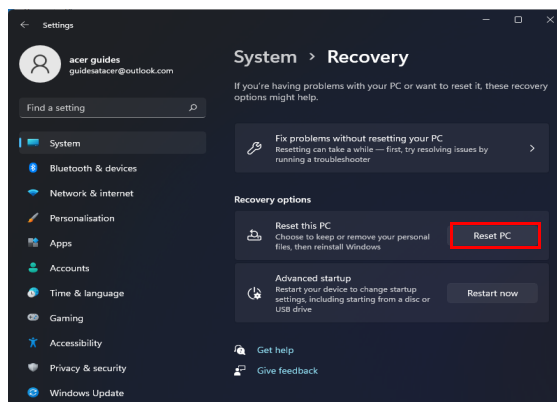 Settings
acer guides
guidesatacer@outlook.com
Find a setting
System
Bluetooth & devices
Network & internet
Personalisation
Apps
Accounts
Time & language
Gaming
Accessibility
Privacy & security
Windows Update
System > Recovery
If you're having problems with your PC or want to reset it, these recovery
options might help.
Fix problems without resetting your PC
Resetting can take a while — first, try resolving issues by
running a troubleshooter
Recovery options
Reset this PC
Choose to keep or remove your personal
files, then reinstall Windows
Reset PC
Advanced startup
Restart your device to change startup
settings, including starting from a disc or
USB drive
Restart now
Get help
Give feedback